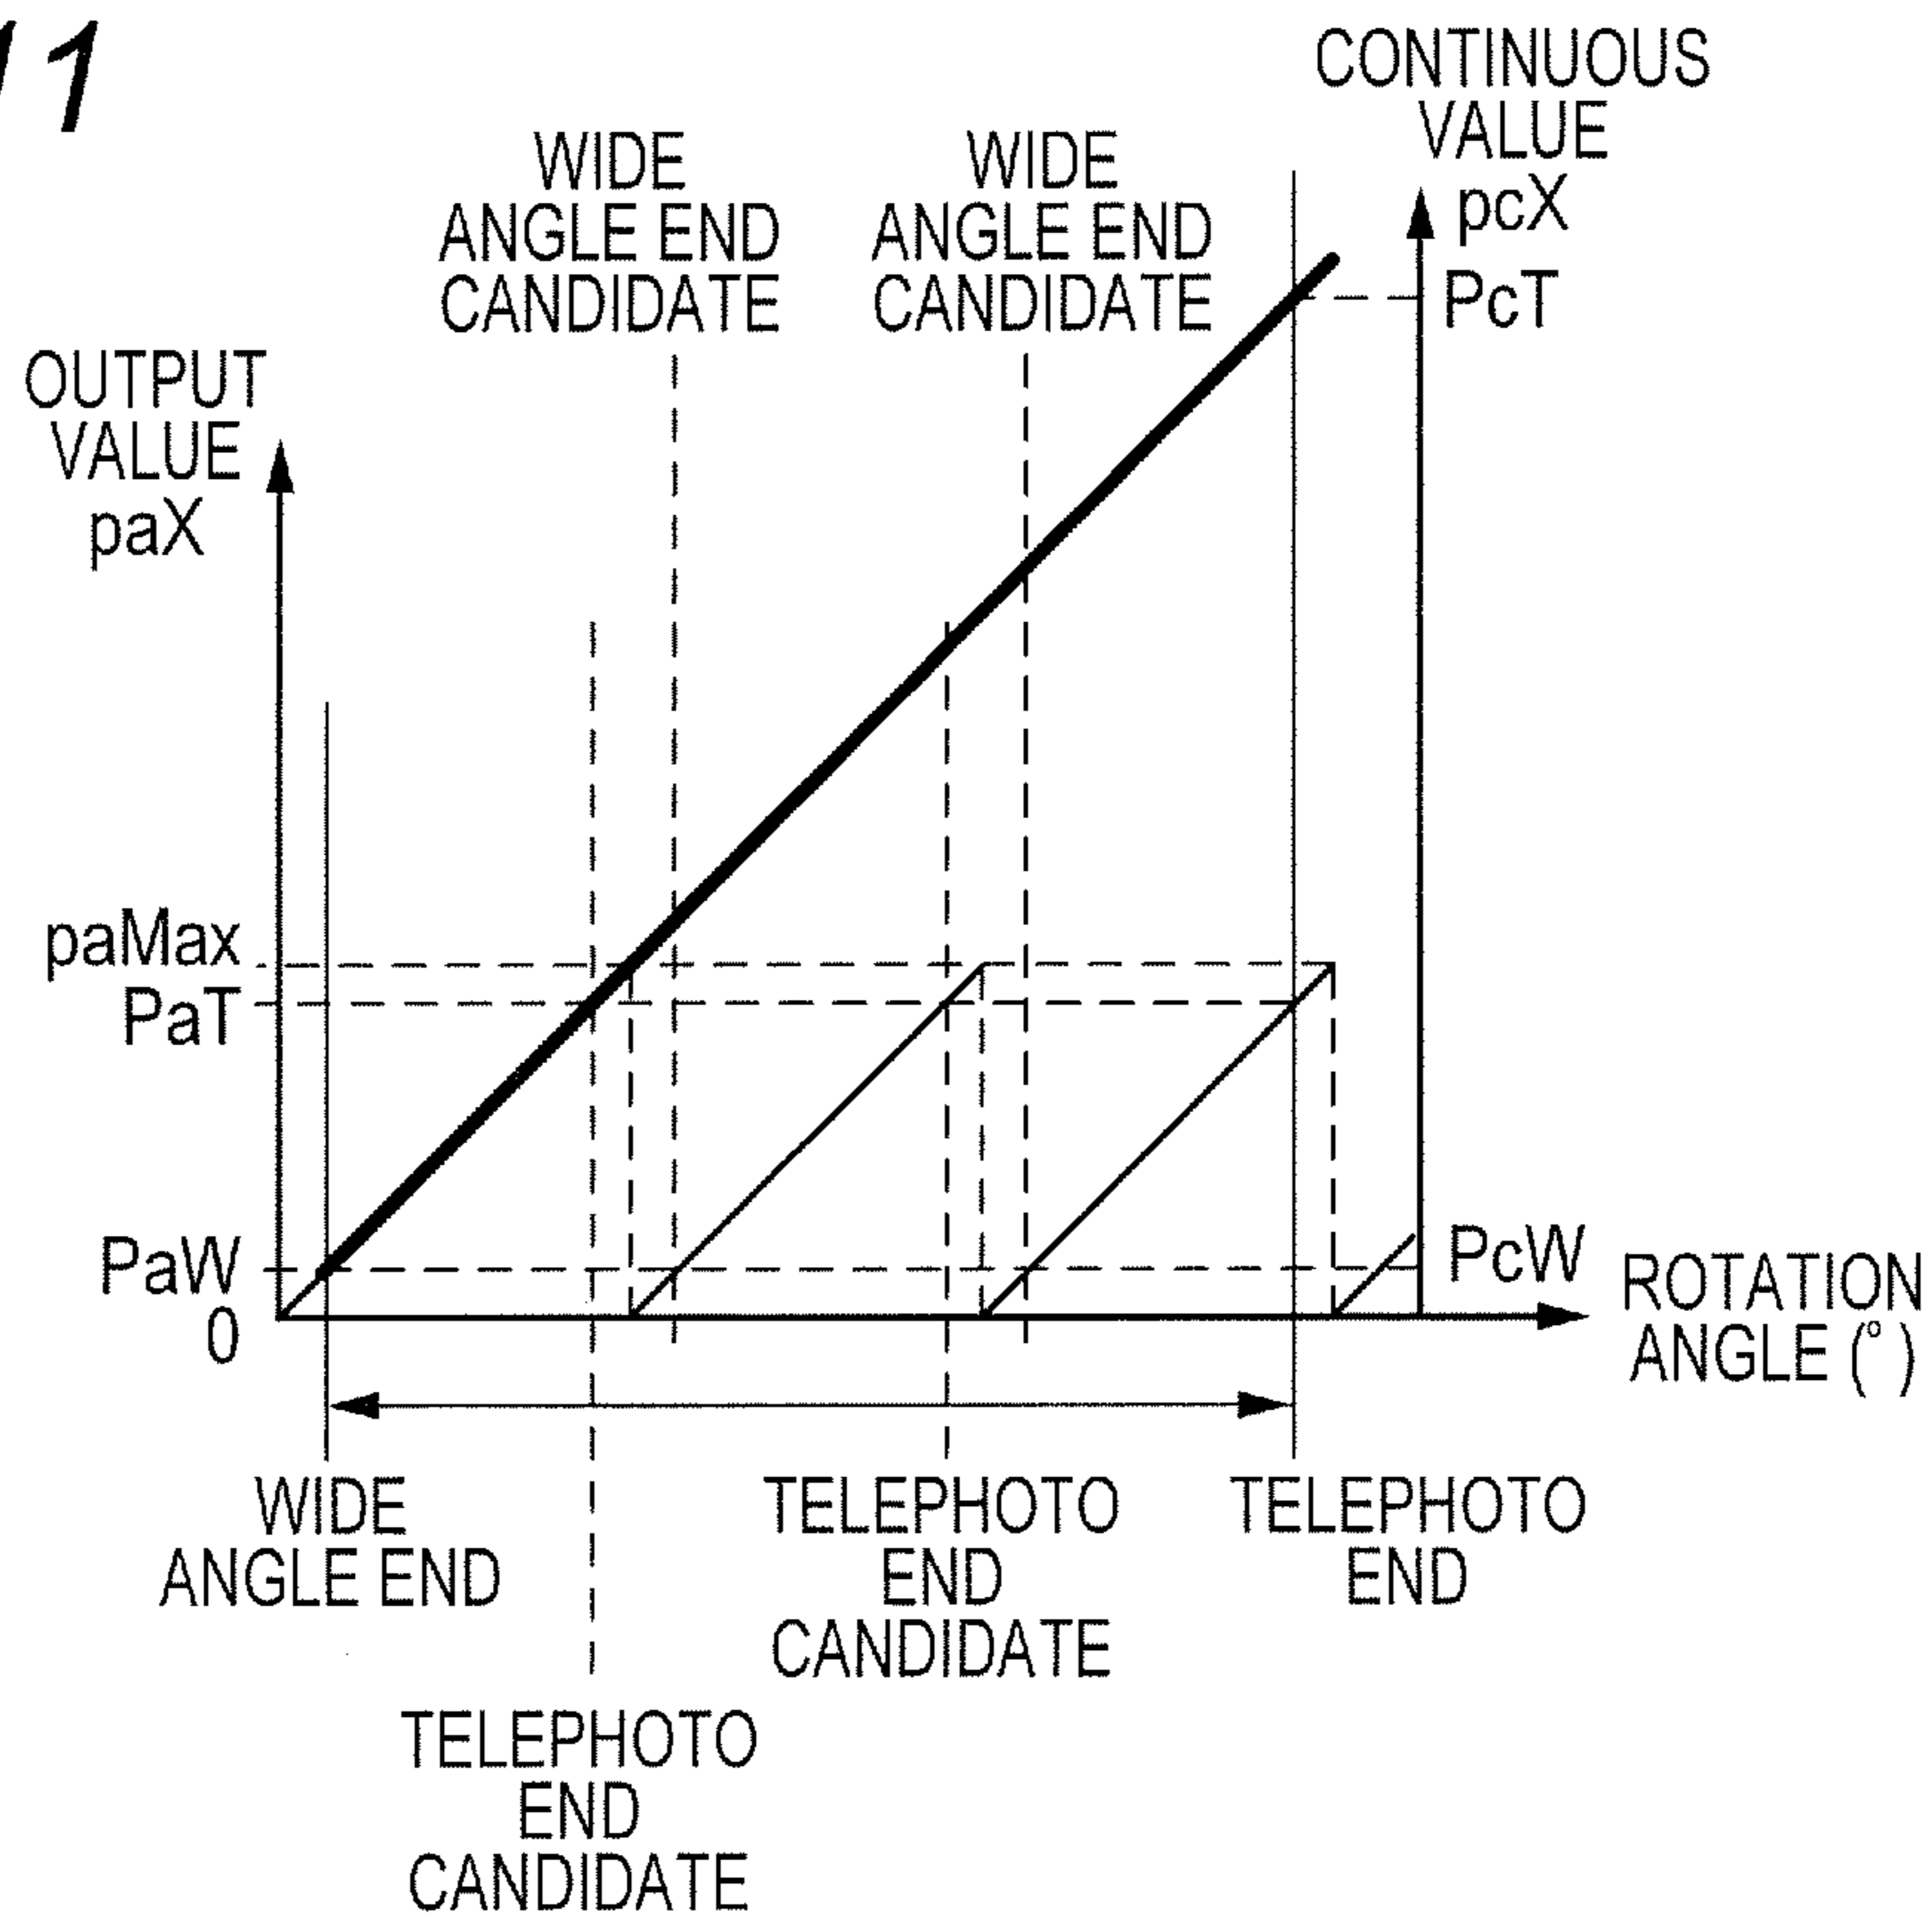 11
CONTINUOUS
VALUE
pcX
WIDE
ANGLE END
CANDIDATE
WIDE
ANGLE END
CANDIDATE
PcT
OUTPUT
VALUE
paX
paMax
PaT
PaW
0
PcW
ROTATION
ANGLE (°)
WIDE
ANGLE END
TELEPHOTO
END
CANDIDATE
TELEPHOTO
END
TELEPHOTO
END
CANDIDATE